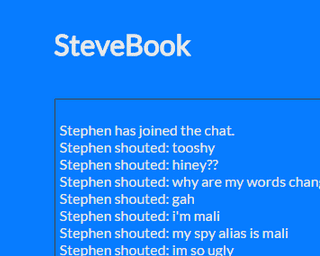 SteveBook
Stephen has joined the chat.
Stephen shouted: tooshy
Stephen shouted: hiney??
Stephen shouted: why are my words
Stephen shouted: gah
Stephen shouted: i'm mali
Stephen shouted: my spy alias is mali
Stephen shouted: im so ugly